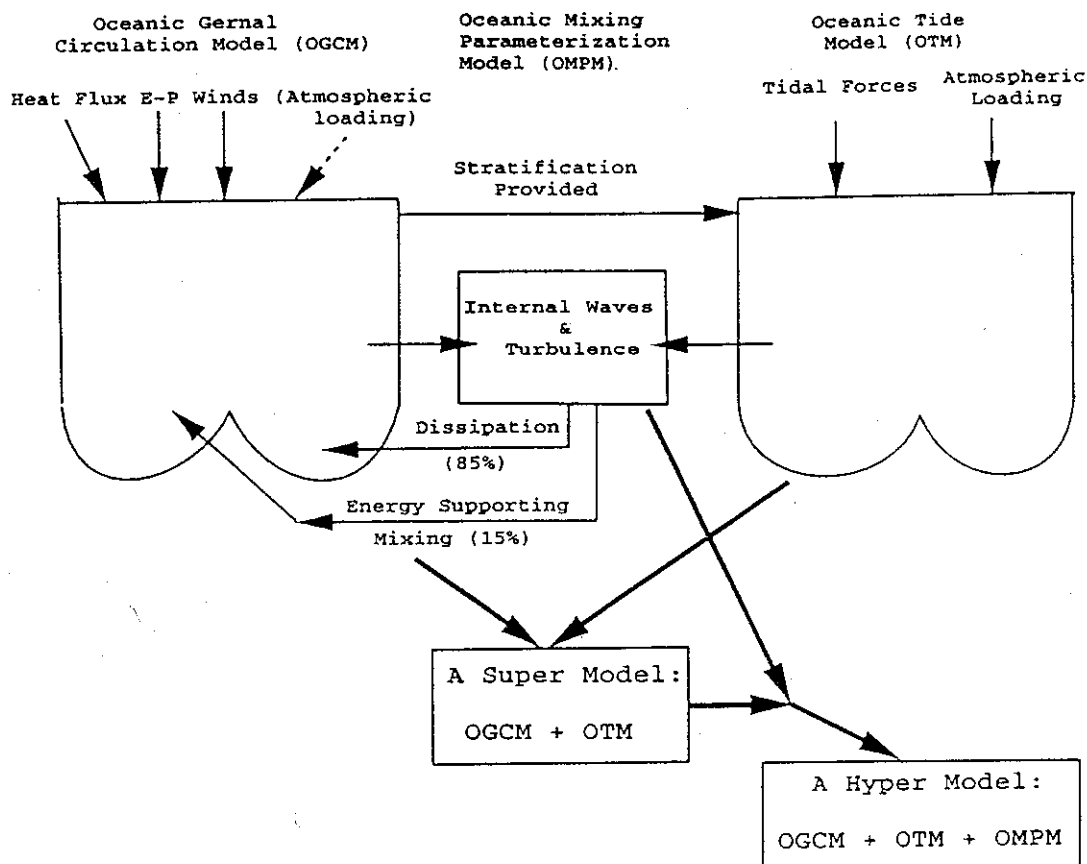 Oceanic Gernal
Circulation Model (OGCM)
Oceanic Mixing
Parameterization
Model (OMPM).
Oceanic Tide
Model (OTM)
Heat Flux E-P Winds (Atmospheric
loading)
Tidal Forces
Atmospheric
Loading
Stratification
Provided
Internal Waves
&
Turbulence
Dissipation
(85%)
Energy Supporting
Mixing (15%)
A Super Model:
OGCM + OTM
A Hyper Model:
OGCM + OTM + OMPM